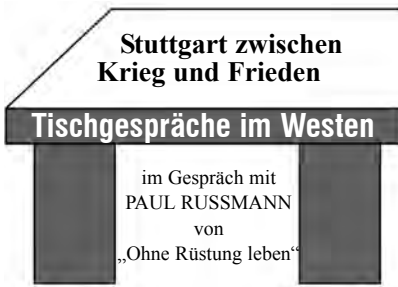 Stuttgart zwischen
Krieg und Frieden
Tischgespräche im Westen
im Gespräch mit
PAUL RUSSMANN
von
„Ohne Rüstung leben“